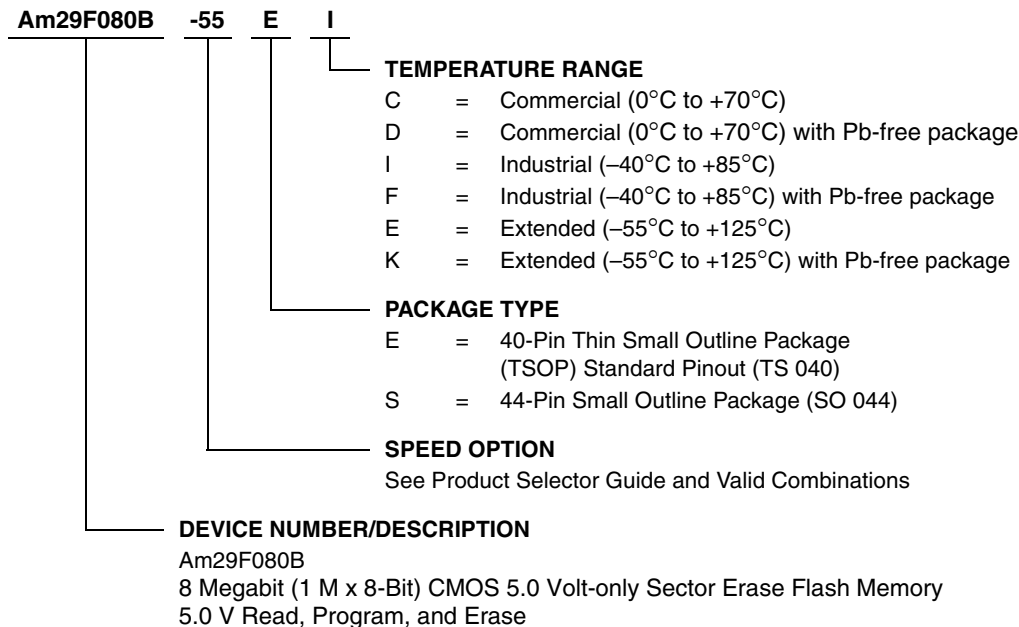 Am29F080B -55 E I
TEMPERATURE RANGE
C = Commercial (0°C to +70°C)
D = Commercial (0°C to +70°C) with Pb-free package
I = Industrial (–40°C to +85°C)
F = Industrial (–40°C to +85°C) with Pb-free package
E = Extended (–55°C to +125°C)
K = Extended (–55°C to +125°C) with Pb-free package
PACKAGE TYPE
E = 40-Pin Thin Small Outline Package
(TSOP) Standard Pinout (TS 040)
S = 44-Pin Small Outline Package (SO 044)
SPEED OPTION
See Product Selector Guide and Valid Combinations
DEVICE NUMBER/DESCRIPTION
Am29F080B
8 Megabit (1 M x 8-Bit) CMOS 5.0 Volt-only Sector Erase Flash Memory
5.0 V Read, Program, and Erase